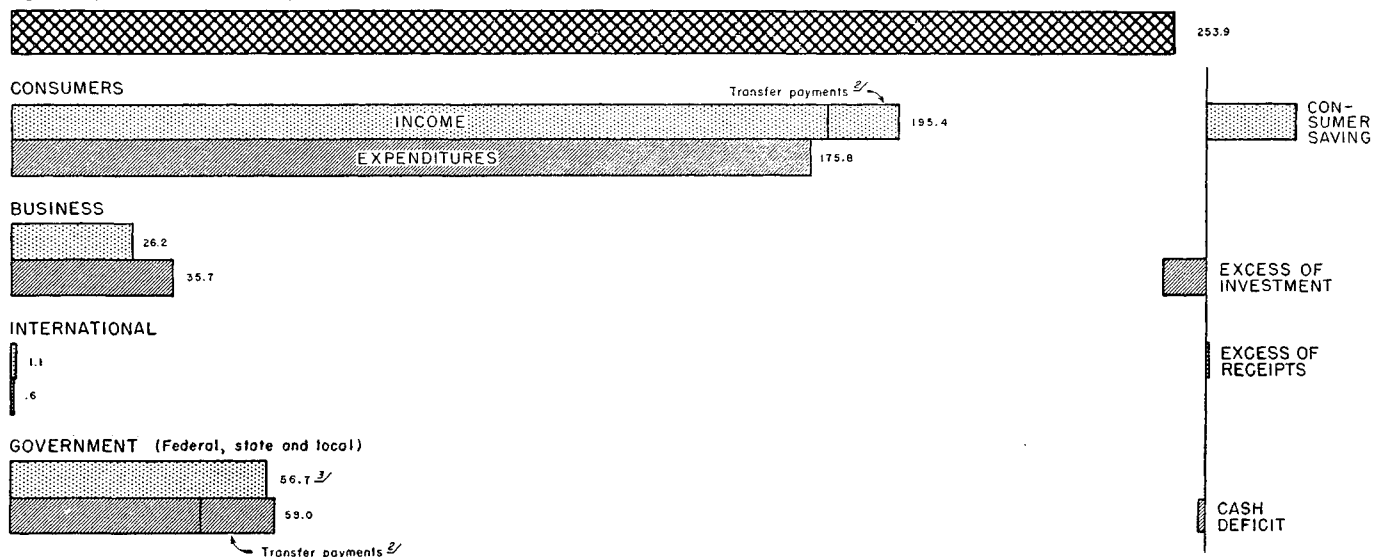 253.9
CONSUMERS
Transfer payments 2/
INCOME
195.4
CON-
SUMER
SAVING
EXPENDITURES
175.8
BUSINESS
26.2
35.7
EXCESS OF
INVESTMENT
INTERNATIONAL
1.1
EXCESS OF
RECEIPTS
.6
GOVERNMENT (Federal, state and local)
56.7 3/
59.0
CASH
DEFICIT
Transfer payments 2/